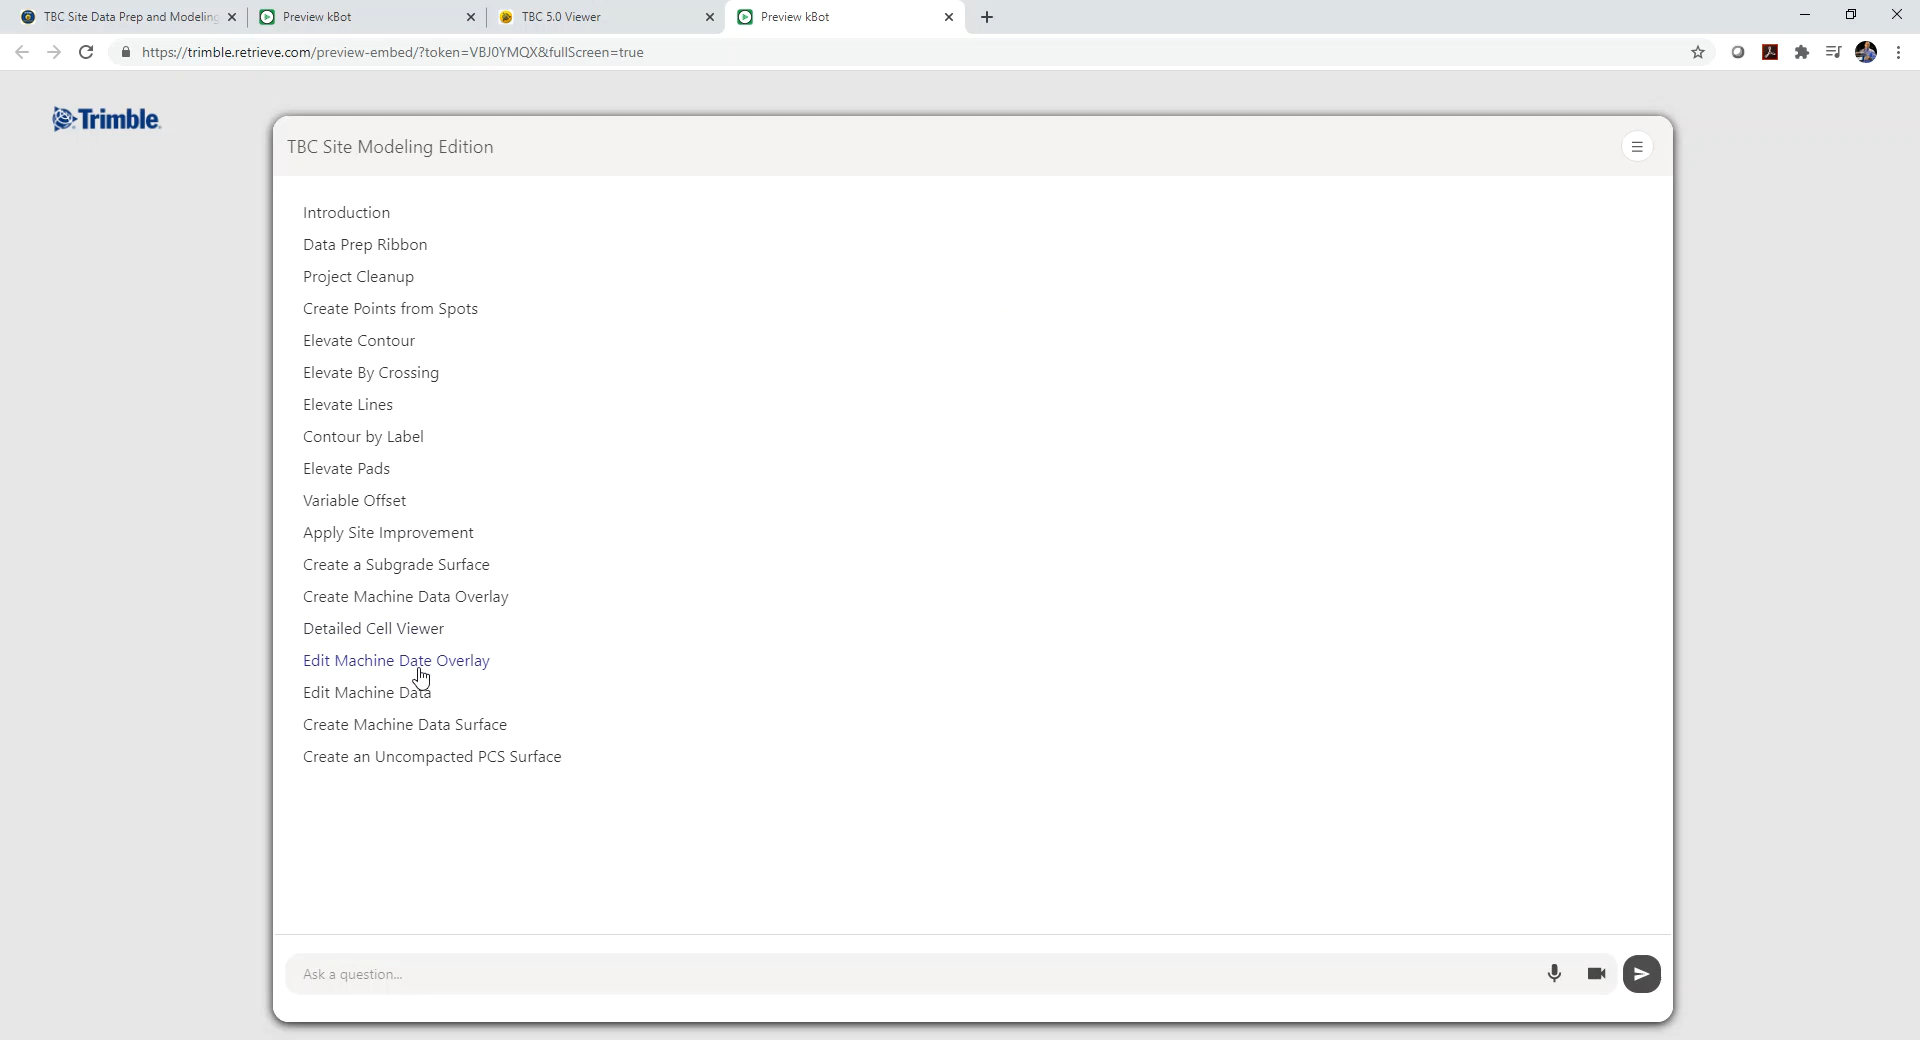 TBC Site Data Prep and Modeling
Preview kBot
TBC 5.0 Viewer
Preview kBot
https://trimble.retrieve.com/preview-embed/?token=VBJ0YMQX&fullScreen=true
Trimble.
TBC Site Modeling Edition
Introduction
Data Prep Ribbon
Project Cleanup
Create Points from Spots
Elevate Contour
Elevate By Crossing
Elevate Lines
Contour by Label
Elevate Pads
Variable Offset
Apply Site Improvement
Create a Subgrade Surface
Create Machine Data Overlay
Detailed Cell Viewer
Edit Machine Date Overlay
Edit Machine Data
Create Machine Data Surface
Create an Uncompacted PCS Surface
Ask a question...